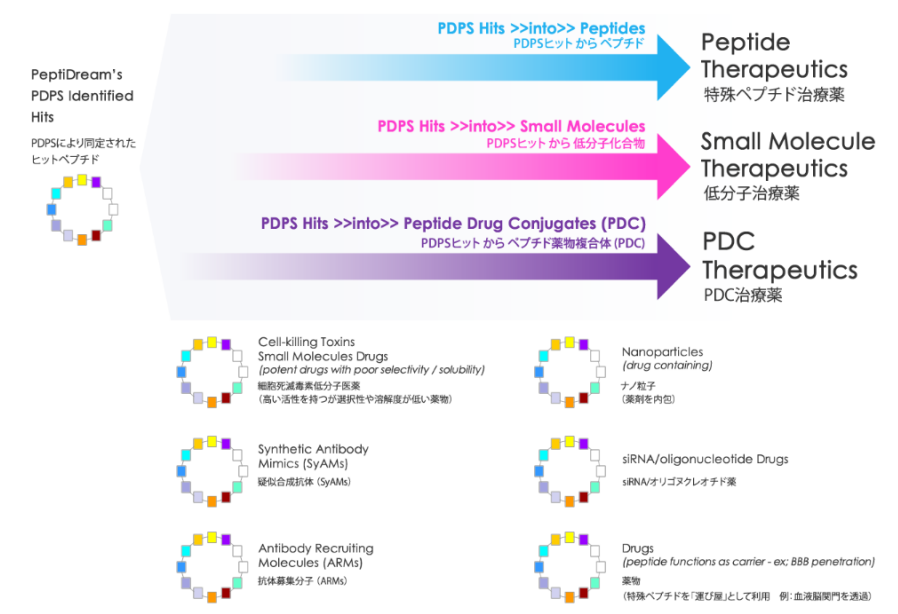 PeptiDream's
PDPS Identified
Hits
PDPSにより同定された
ヒットペプチド
PDPS Hits >>into>> Peptides
PDPSヒット から ペプチド
Peptide
Therapeutics
特殊ペプチド治療薬
PDPS Hits >>into>> Small Molecules
PDPSヒット から 低分子化合物
Small Molecule
Therapeutics
低分子治療薬
PDPS Hits >>into>> Peptide Drug Conjugates (PDC)
PDPSヒット から ペプチド薬物複合体 (PDC)
PDC
Therapeutics
PDC治療薬
Cell-killing Toxins
Small Molecules Drugs
(potent drugs with poor selectivity / solubility)
細胞死滅毒素低分子医薬
(高い活性を持つが選択性や溶解度が低い薬物)
Nanoparticles
(drug containing)
ナノ粒子
(薬剤を内包)
Synthetic Antibody
Mimics (SyAMs)
疑似合成抗体 (SyAMs)
siRNA/oligonucleotide Drugs
siRNA/オリゴヌクレオチド薬
Antibody Recruiting
Molecules (ARMs)
抗体募集分子 (ARMs)
Drugs
(peptide functions as carrier - ex; BBB penetration)
薬物
(特殊ペプチドを「運び屋」として利用 例：血液脳関門を透過)